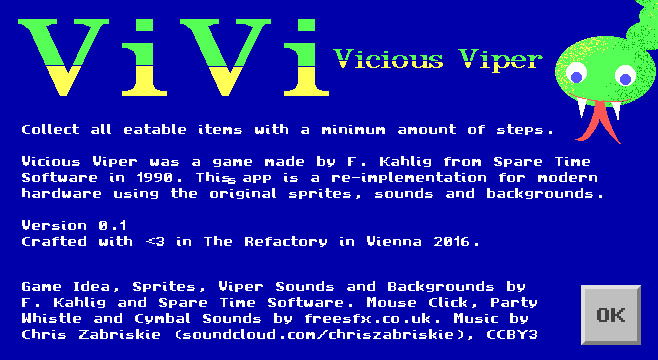 ViVi Vicious Viper
Collect all eatable items with a minimum amount of steps.
Vicious Viper was a game made by F. Kahlig from Spare Time
Software in 1990. This app is a re-implementation for modern
hardware using the original sprites, sounds and backgrounds.
Version 0.1
Crafted with <3 in The Refactory in Vienna 2016.
Game Idea, Sprites, Viper Sounds and Backgrounds by
F. Kahlig and Spare Time Software. Mouse Click, Party
Whistle and Cymbal Sounds by freesfx.co.uk. Music by
Chris Zabriskie (soundcloud.com/chriszabriskie), CCBY3
OK